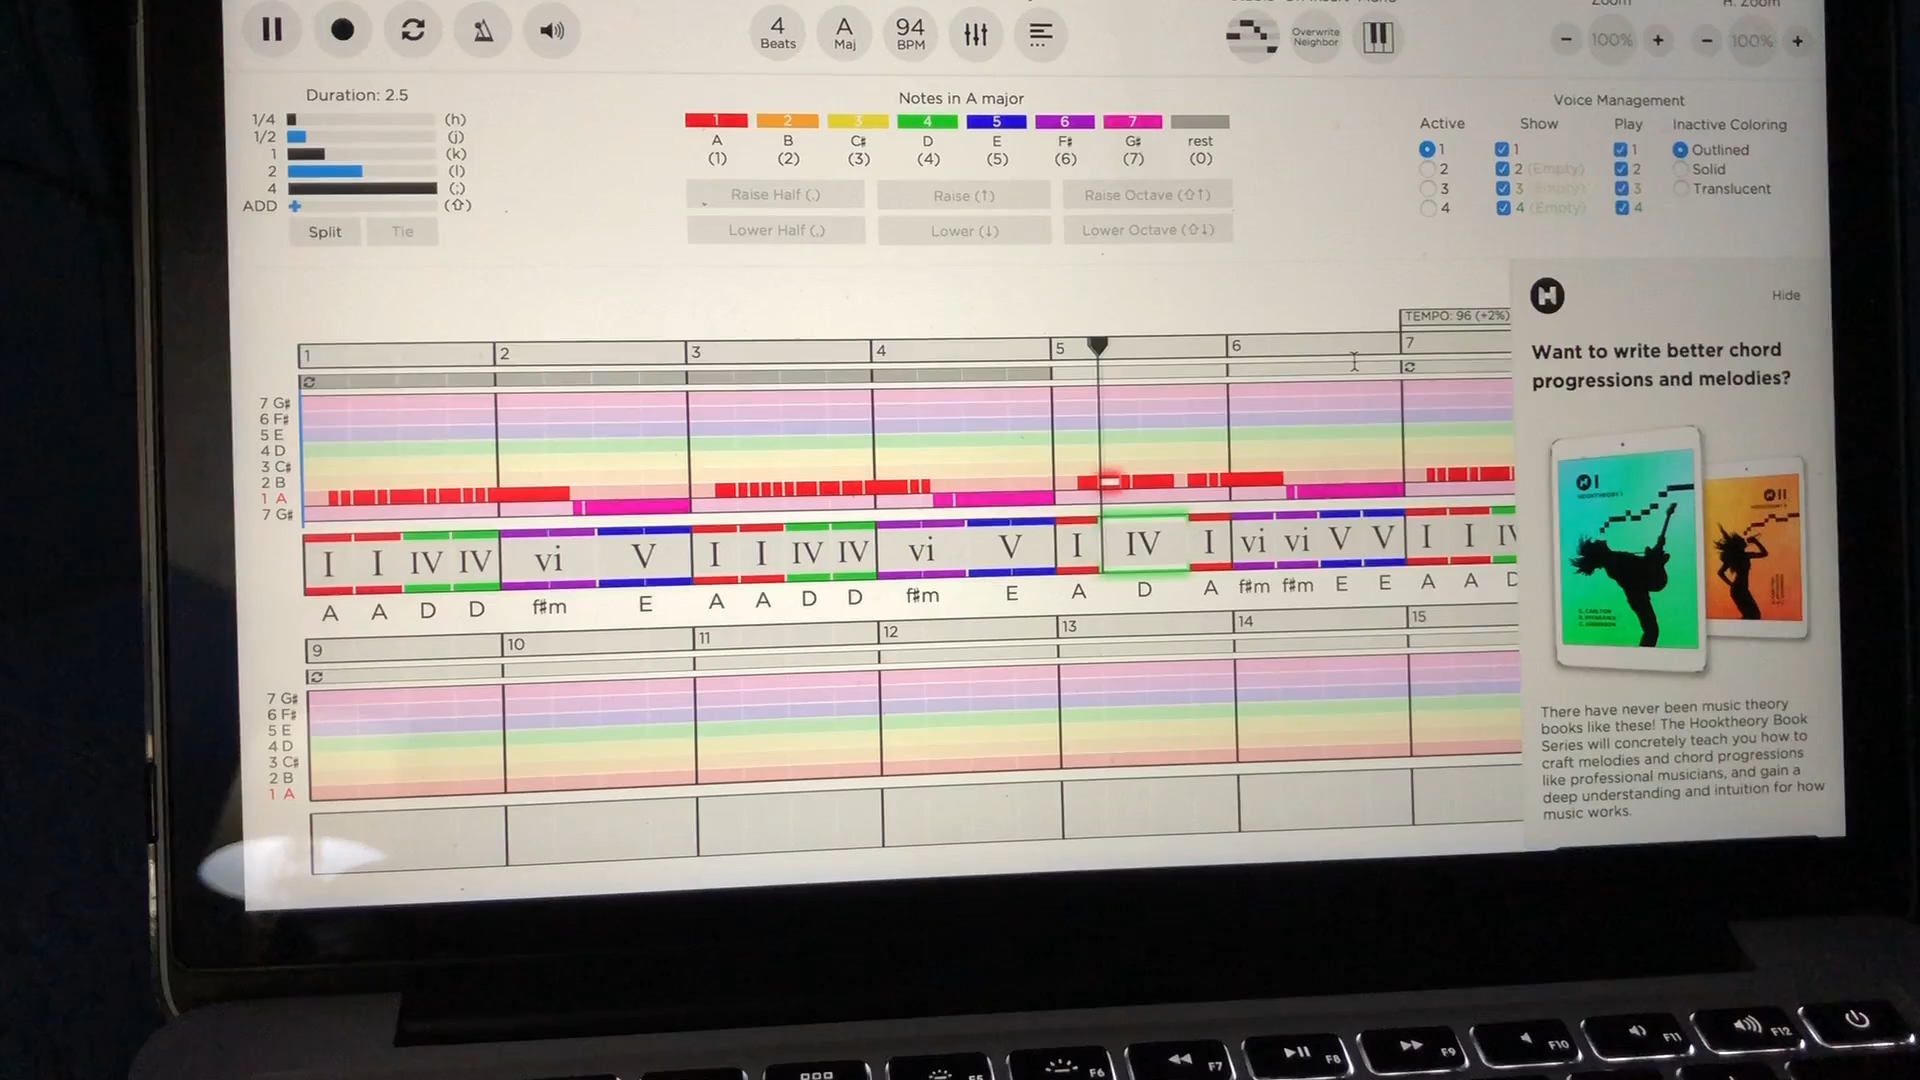 4
Beats
A
Maj
94
BPM
Overwrite
Neighbor
− 100% +
− 100% +
Duration: 2.5
1/4 (h)
1/2 (j)
1 (k)
2 (l)
4 (;)
ADD + (⇧)
Split Tie
Notes in A major
1 2 3 4 5 6 7
A B C♯ D E F♯ G♯ rest
(1) (2) (3) (4) (5) (6) (7) (0)
Raise Half (.) Raise (↑) Raise Octave (⇧↑)
Lower Half (,) Lower (↓) Lower Octave (⇧↓)
Voice Management
Active Show Play Inactive Coloring
1 1 1 Outlined
2 2 (Empty) 2 Solid
3 3 (Empty) 3 Translucent
4 4 (Empty) 4
TEMPO: 96 (+2%)
1 2 3 4 5 6 7
7 G♯
6 F♯
5 E
4 D
3 C♯
2 B
1 A
7 G♯
I I IV IV vi V I I IV IV vi V I IV I vi vi V V I I IV
A A D D f♯m E A A D D f♯m E A D A f♯m f♯m E E A A D
9 10 11 12 13 14 15
7 G♯
6 F♯
5 E
4 D
3 C♯
2 B
1 A
H
Hide
Want to write better chord
progressions and melodies?
H I
H II
There have never been music theory
books like these! The Hooktheory Book
Series will concretely teach you how to
craft melodies and chord progressions
like professional musicians, and gain a
deep understanding and intuition for how
music works.
F6 F7 F8 F9 F10 F11 F12